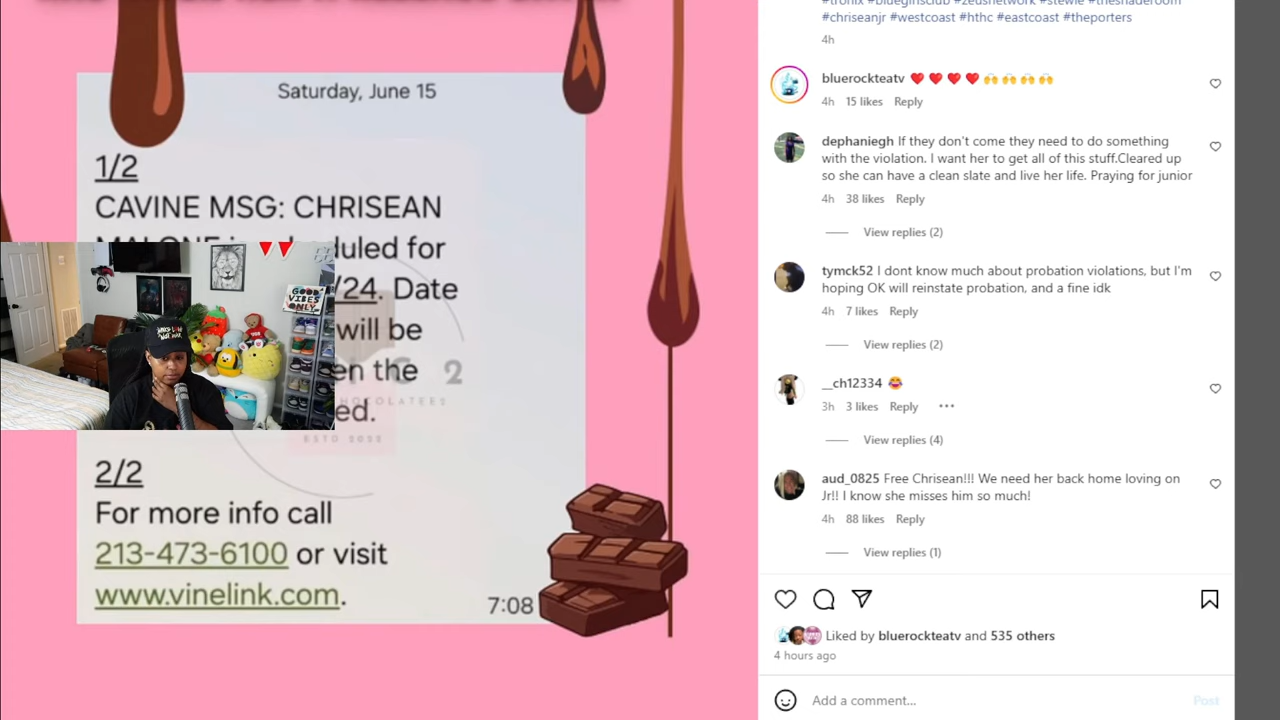 Saturday, June 15
1/2
CAVINE MSG: CHRISEAN
duled for
/24. Date
will be
en the
ed.
2/2
For more info call
213-473-6100 or visit
www.vinelink.com.
7:08
2
ESTD 2022
GOOD
VIBES
ONLY
#chriseanjr #westcoast #hthc #eastcoast #theporters
4h
bluerockteatv ❤️ ❤️ ❤️ ❤️ 🙌 🙌 🙌 🙌
4h 15 likes Reply
dephaniegh If they don't come they need to do something
with the violation. I want her to get all of this stuff.Cleared up
so she can have a clean slate and live her life. Praying for junior
4h 38 likes Reply
View replies (2)
tymck52 I dont know much about probation violations, but I'm
hoping OK will reinstate probation, and a fine idk
4h 7 likes Reply
View replies (2)
__ch12334 😂
3h 3 likes Reply •••
View replies (4)
aud_0825 Free Chrisean!!! We need her back home loving on
Jr!! I know she misses him so much!
4h 88 likes Reply
View replies (1)
Liked by bluerockteatv and 535 others
4 hours ago
Add a comment...
Post